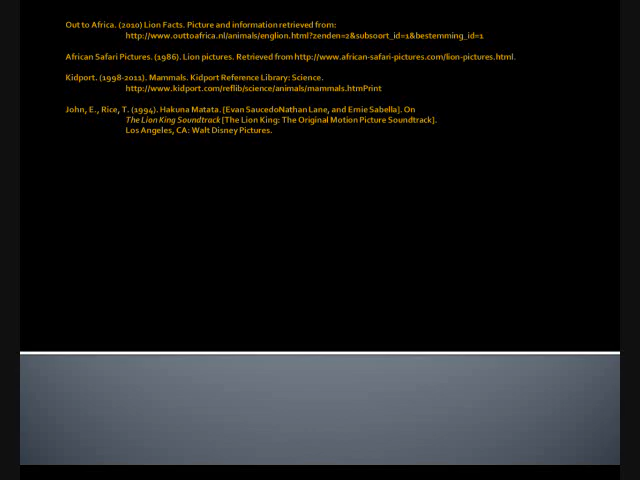 Out to Africa. (2010) Lion Facts. Picture and information retrieved from:
http://www.outtoafrica.nl/animals/englion.html?zenden=2&subsoort_id=1&bestemming_id=1
African Safari Pictures. (1986). Lion pictures. Retrieved from http://www.african-safari-pictures.com/lion-pictures.html.
Kidport. (1998-2011). Mammals. Kidport Reference Library: Science.
http://www.kidport.com/reflib/science/animals/mammals.htmPrint
John, E., Rice, T. (1994). Hakuna Matata. [Evan SaucedoNathan Lane, and Ernie Sabella]. On
The Lion King Soundtrack [The Lion King: The Original Motion Picture Soundtrack].
Los Angeles, CA: Walt Disney Pictures.